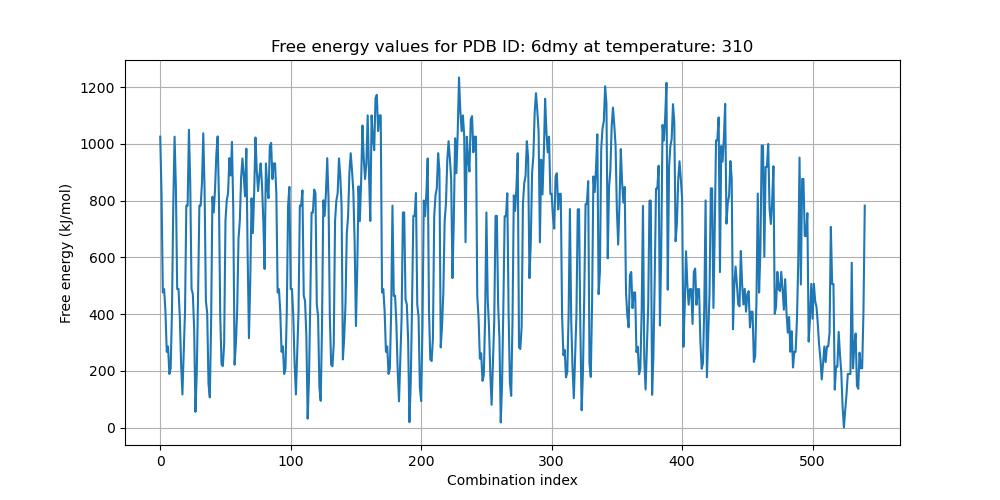 Free energy values for PDB ID: 6dmy at temperature: 310
Free energy (kJ/mol)
1200
1000
800
600
400
200
0
0 100 200 300 400 500
Combination index